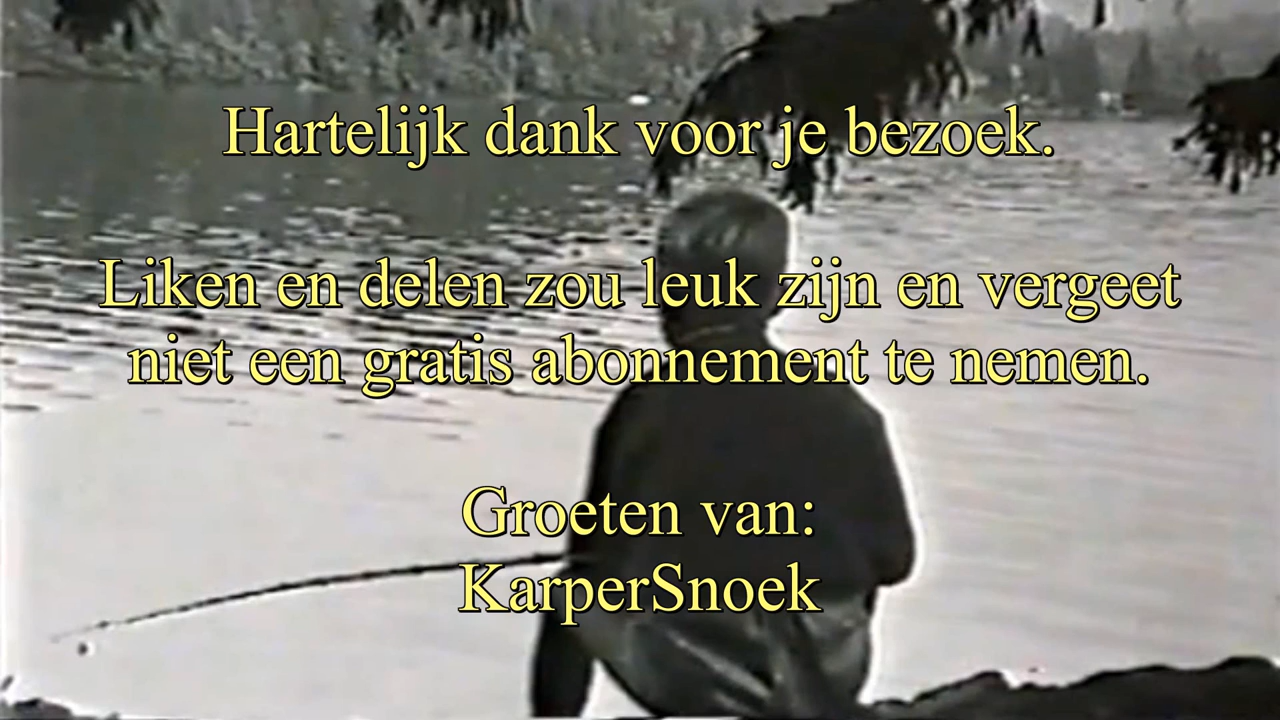 Hartelijk dank voor je bezoek.
Liken en delen zou leuk zijn en vergeet
niet een gratis abonnement te nemen.
Groeten van:
KarperSnoek